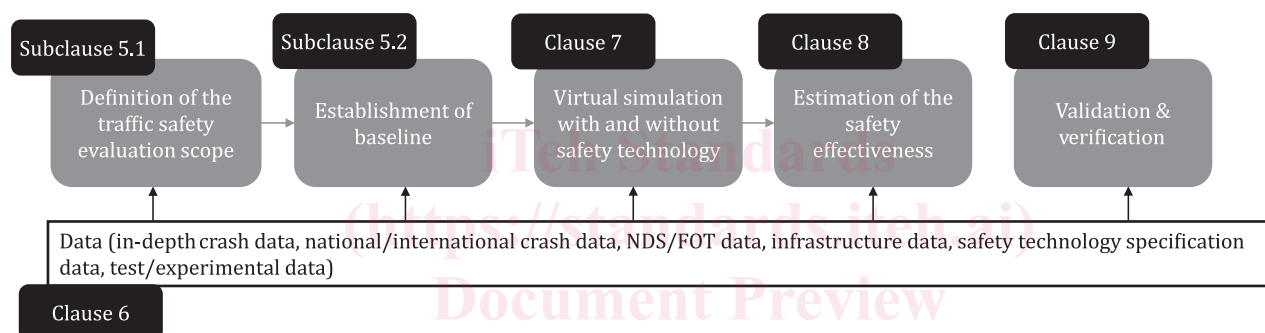 Subclause 5.1
Subclause 5.2
Clause 7
Clause 8
Clause 9
Definition of the
traffic safety
evaluation scope
Establishment of
baseline
Virtual simulation
with and without
safety technology
Estimation of the
safety
effectiveness
Validation &
verification
iTeh Standards
(https://standards.iteh.ai)
Document Preview
Data (in-depth crash data, national/international crash data, NDS/FOT data, infrastructure data, safety technology specification
data, test/experimental data)
Clause 6